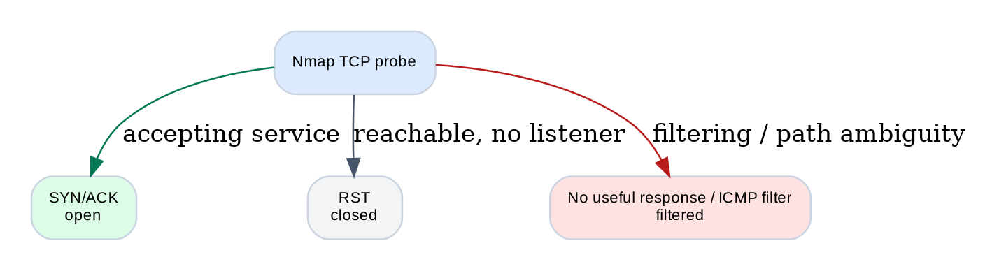 Nmap TCP probe
accepting service
reachable, no listener
filtering / path ambiguity
SYN/ACK
open
RST
closed
No useful response / ICMP filter
filtered